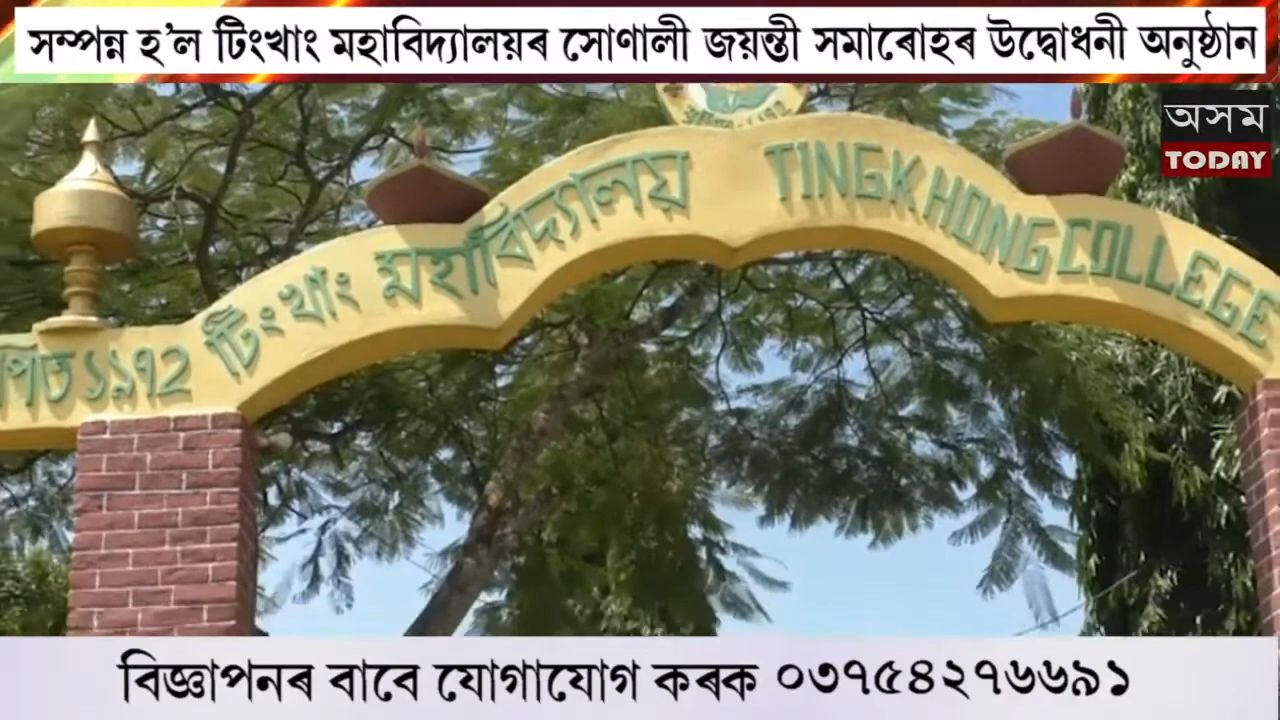 সম্পন্ন হ'ল টিংখাং মহাবিদ্যালয়ৰ সোণালী জয়ন্তী সমাৰোহৰ উদ্বোধনী অনুষ্ঠান
অসম
TODAY
টিংখাং মহাবিদ্যালয় TINGKHONG COLLEGE
১৯৭২
বিজ্ঞাপনৰ বাবে যোগাযোগ কৰক ০৩৭৫৪২৭৬৬৯১